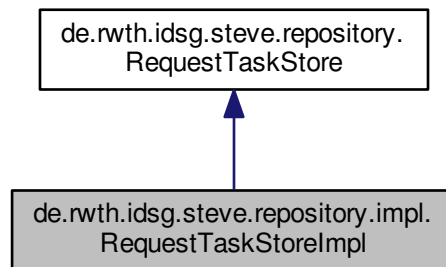 de.rwth.idsg.steve.repository.
RequestTaskStore
de.rwth.idsg.steve.repository.impl.
RequestTaskStoreImpl